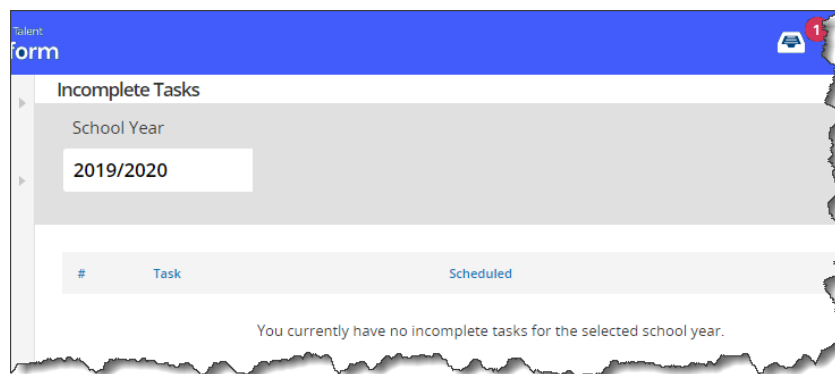 Talent
form
1
Incomplete Tasks
School Year
2019/2020
# Task Scheduled
You currently have no incomplete tasks for the selected school year.